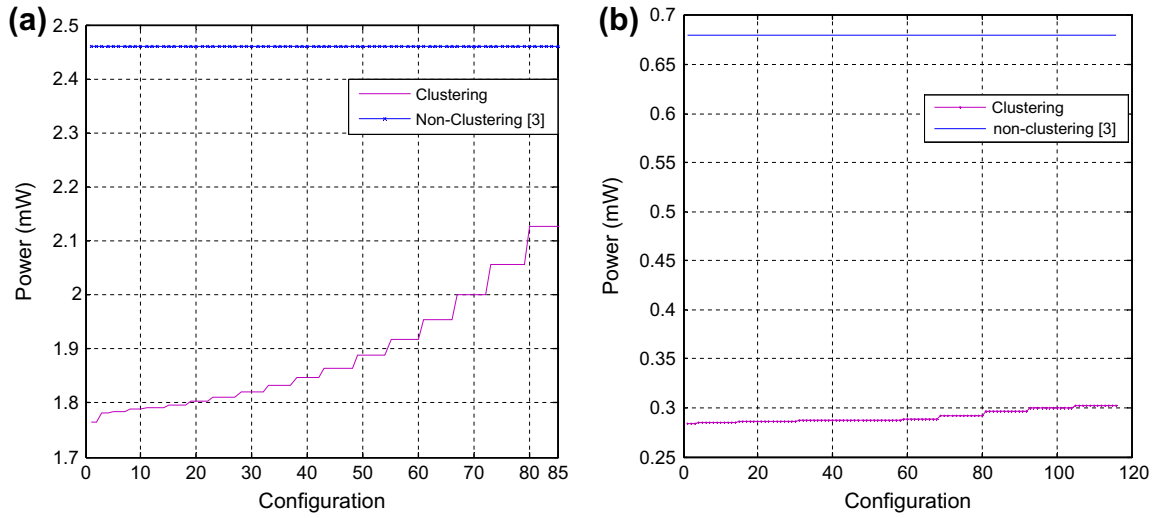 (a)
2.5
2.4
2.3
2.2
2.1
2
1.9
1.8
1.7
Power (mW)
Clustering
Non-Clustering [3]
0 10 20 30 40 50 60 70 80 85
Configuration
(b)
0.7
0.65
0.6
0.55
0.5
0.45
0.4
0.35
0.3
0.25
Power (mW)
Clustering
non-clustering [3]
0 20 40 60 80 100 120
Configuration